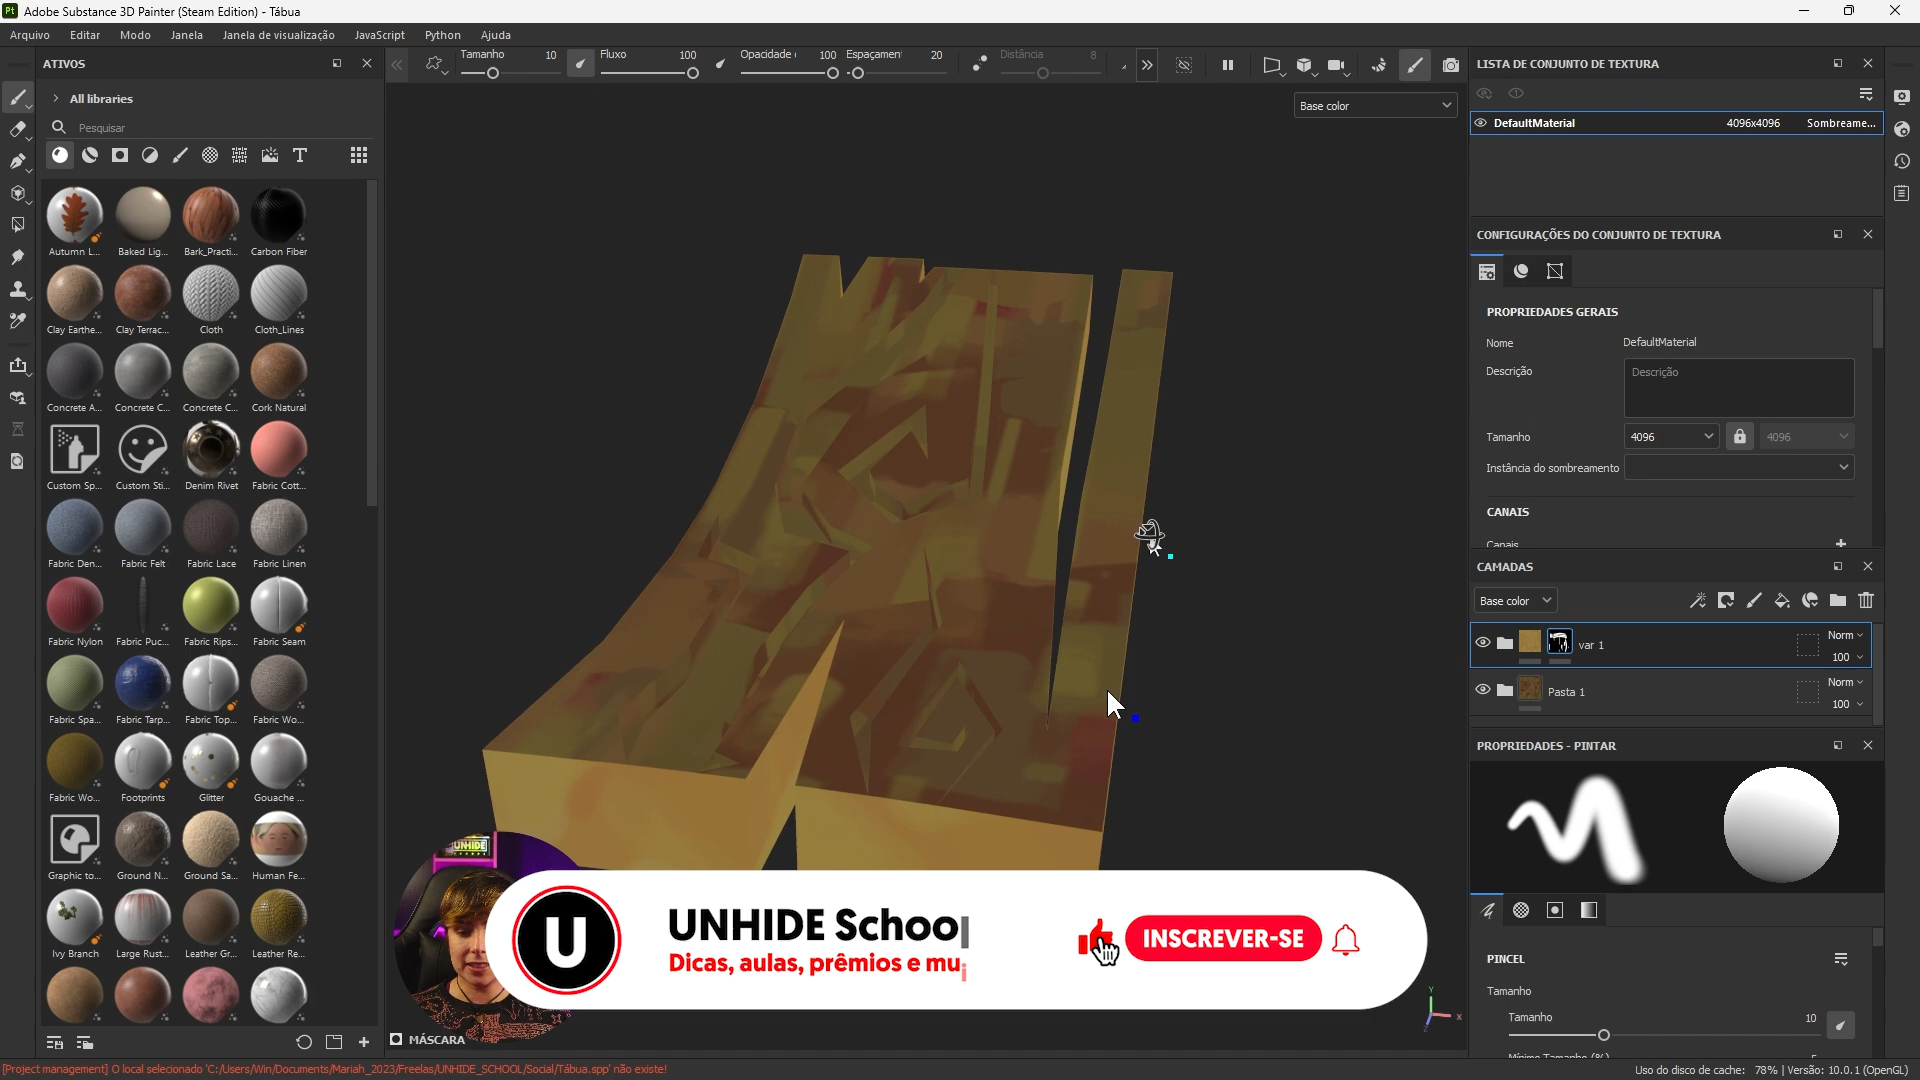 Adobe Substance 3D Painter (Steam Edition) - Tábua
Arquivo Editar Modo Janela Janela de visualização JavaScript Python Ajuda
ATIVOS
Tamanho 10 Fluxo 100 Opacidade 100 Espaçament 20 Distância 8
All libraries
Pesquisar
Base color
Autumn L... Baked Lig... Bark_Practi... Carbon Fiber
Clay Earthe... Clay Terrac... Cloth Cloth_Lines
Concrete A... Concrete C... Concrete C... Cork Natural
Custom Sp... Custom Sti... Denim Rivet Fabric Cott...
Fabric Den... Fabric Felt Fabric Lace Fabric Linen
Fabric Nylon Fabric Puc... Fabric Rips... Fabric Seam
Fabric Spa... Fabric Tarp... Fabric Top... Fabric Wo...
Fabric Wo... Footprints Glitter Gouache ...
Graphic to... Ground N... Ground Sa... Human Fe...
Ivy Branch Large Rust... Leather Gr... Leather Re...
LISTA DE CONJUNTO DE TEXTURA
DefaultMaterial 4096x4096 Sombreame...
CONFIGURAÇÕES DO CONJUNTO DE TEXTURA
PROPRIEDADES GERAIS
Nome DefaultMaterial
Descrição Descrição
Tamanho 4096 4096
Instância do sombreamento
CANAIS
Canais
CAMADAS
Base color
var 1 Norm
100
Pasta 1 Norm
100
PROPRIEDADES - PINTAR
PINCEL
Tamanho
Tamanho 10
Mínimo Tamanho (%) 5
UNHIDE
U
UNHIDE Schoo
Dicas, aulas, prêmios e mu
INSCREVER-SE
Y
X
Z
MÁSCARA
[Project management] O local selecionado 'C:/Users/Win/Documents/Mariah_2023/Freelas/UNHIDE_SCHOOL/Social/Tábua.spp' não existe!
Uso do disco de cache: 78% | Versão: 10.0.1 (OpenGL)